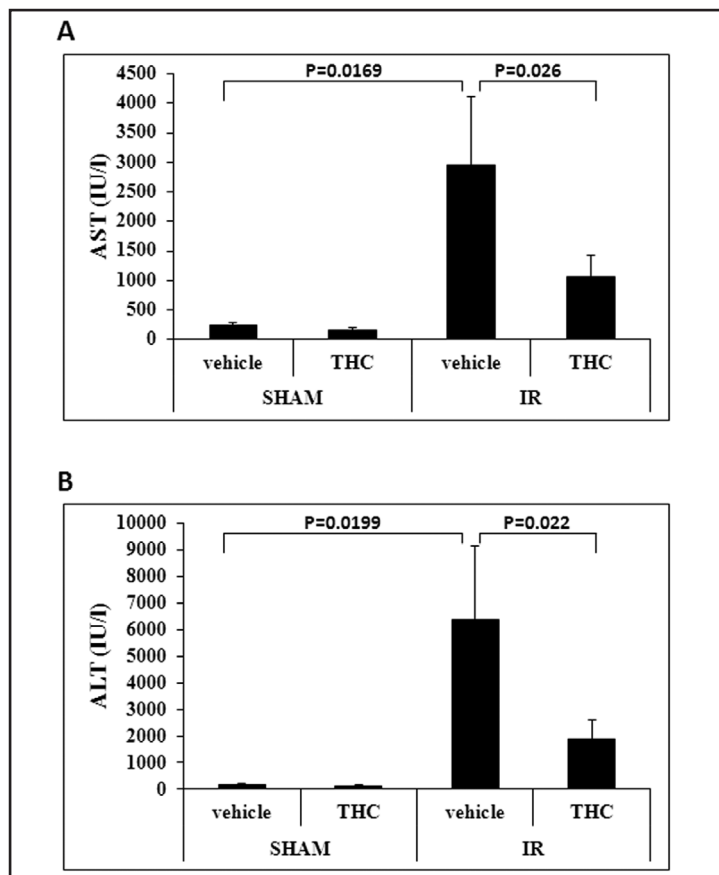 A
P=0.0169 P=0.026
4500
4000
3500
3000
2500
2000
1500
1000
500
0
AST (IU/l)
vehicle THC vehicle THC
SHAM IR
B
P=0.0199 P=0.022
10000
9000
8000
7000
6000
5000
4000
3000
2000
1000
0
ALT (IU/l)
vehicle THC vehicle THC
SHAM IR